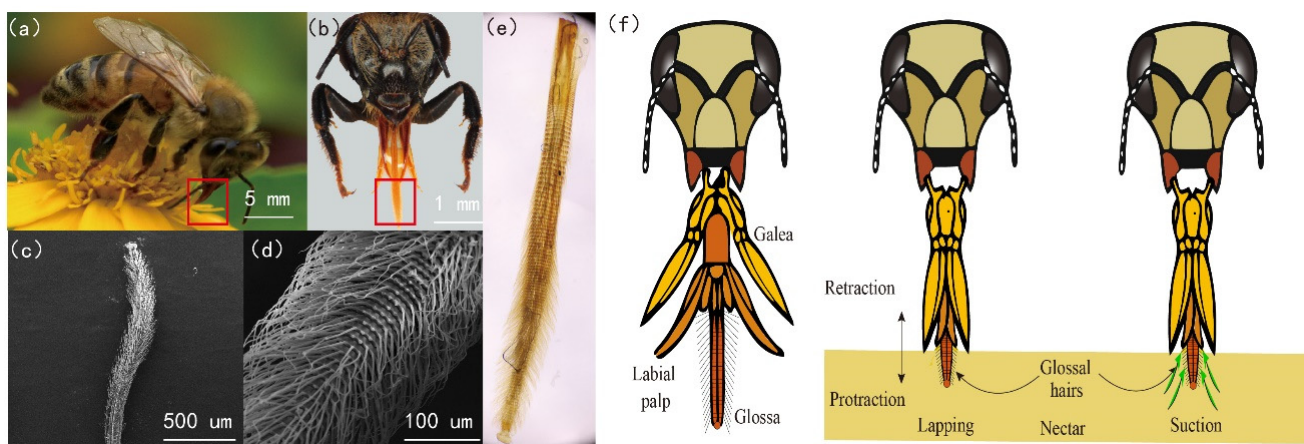 (a)
5 mm
(b)
1 mm
(c)
500 um
(d)
100 um
(e)
(f)
Galea
Labial
palp
Glossa
Retraction
Protraction
Glossal
hairs
Lapping
Nectar
Suction